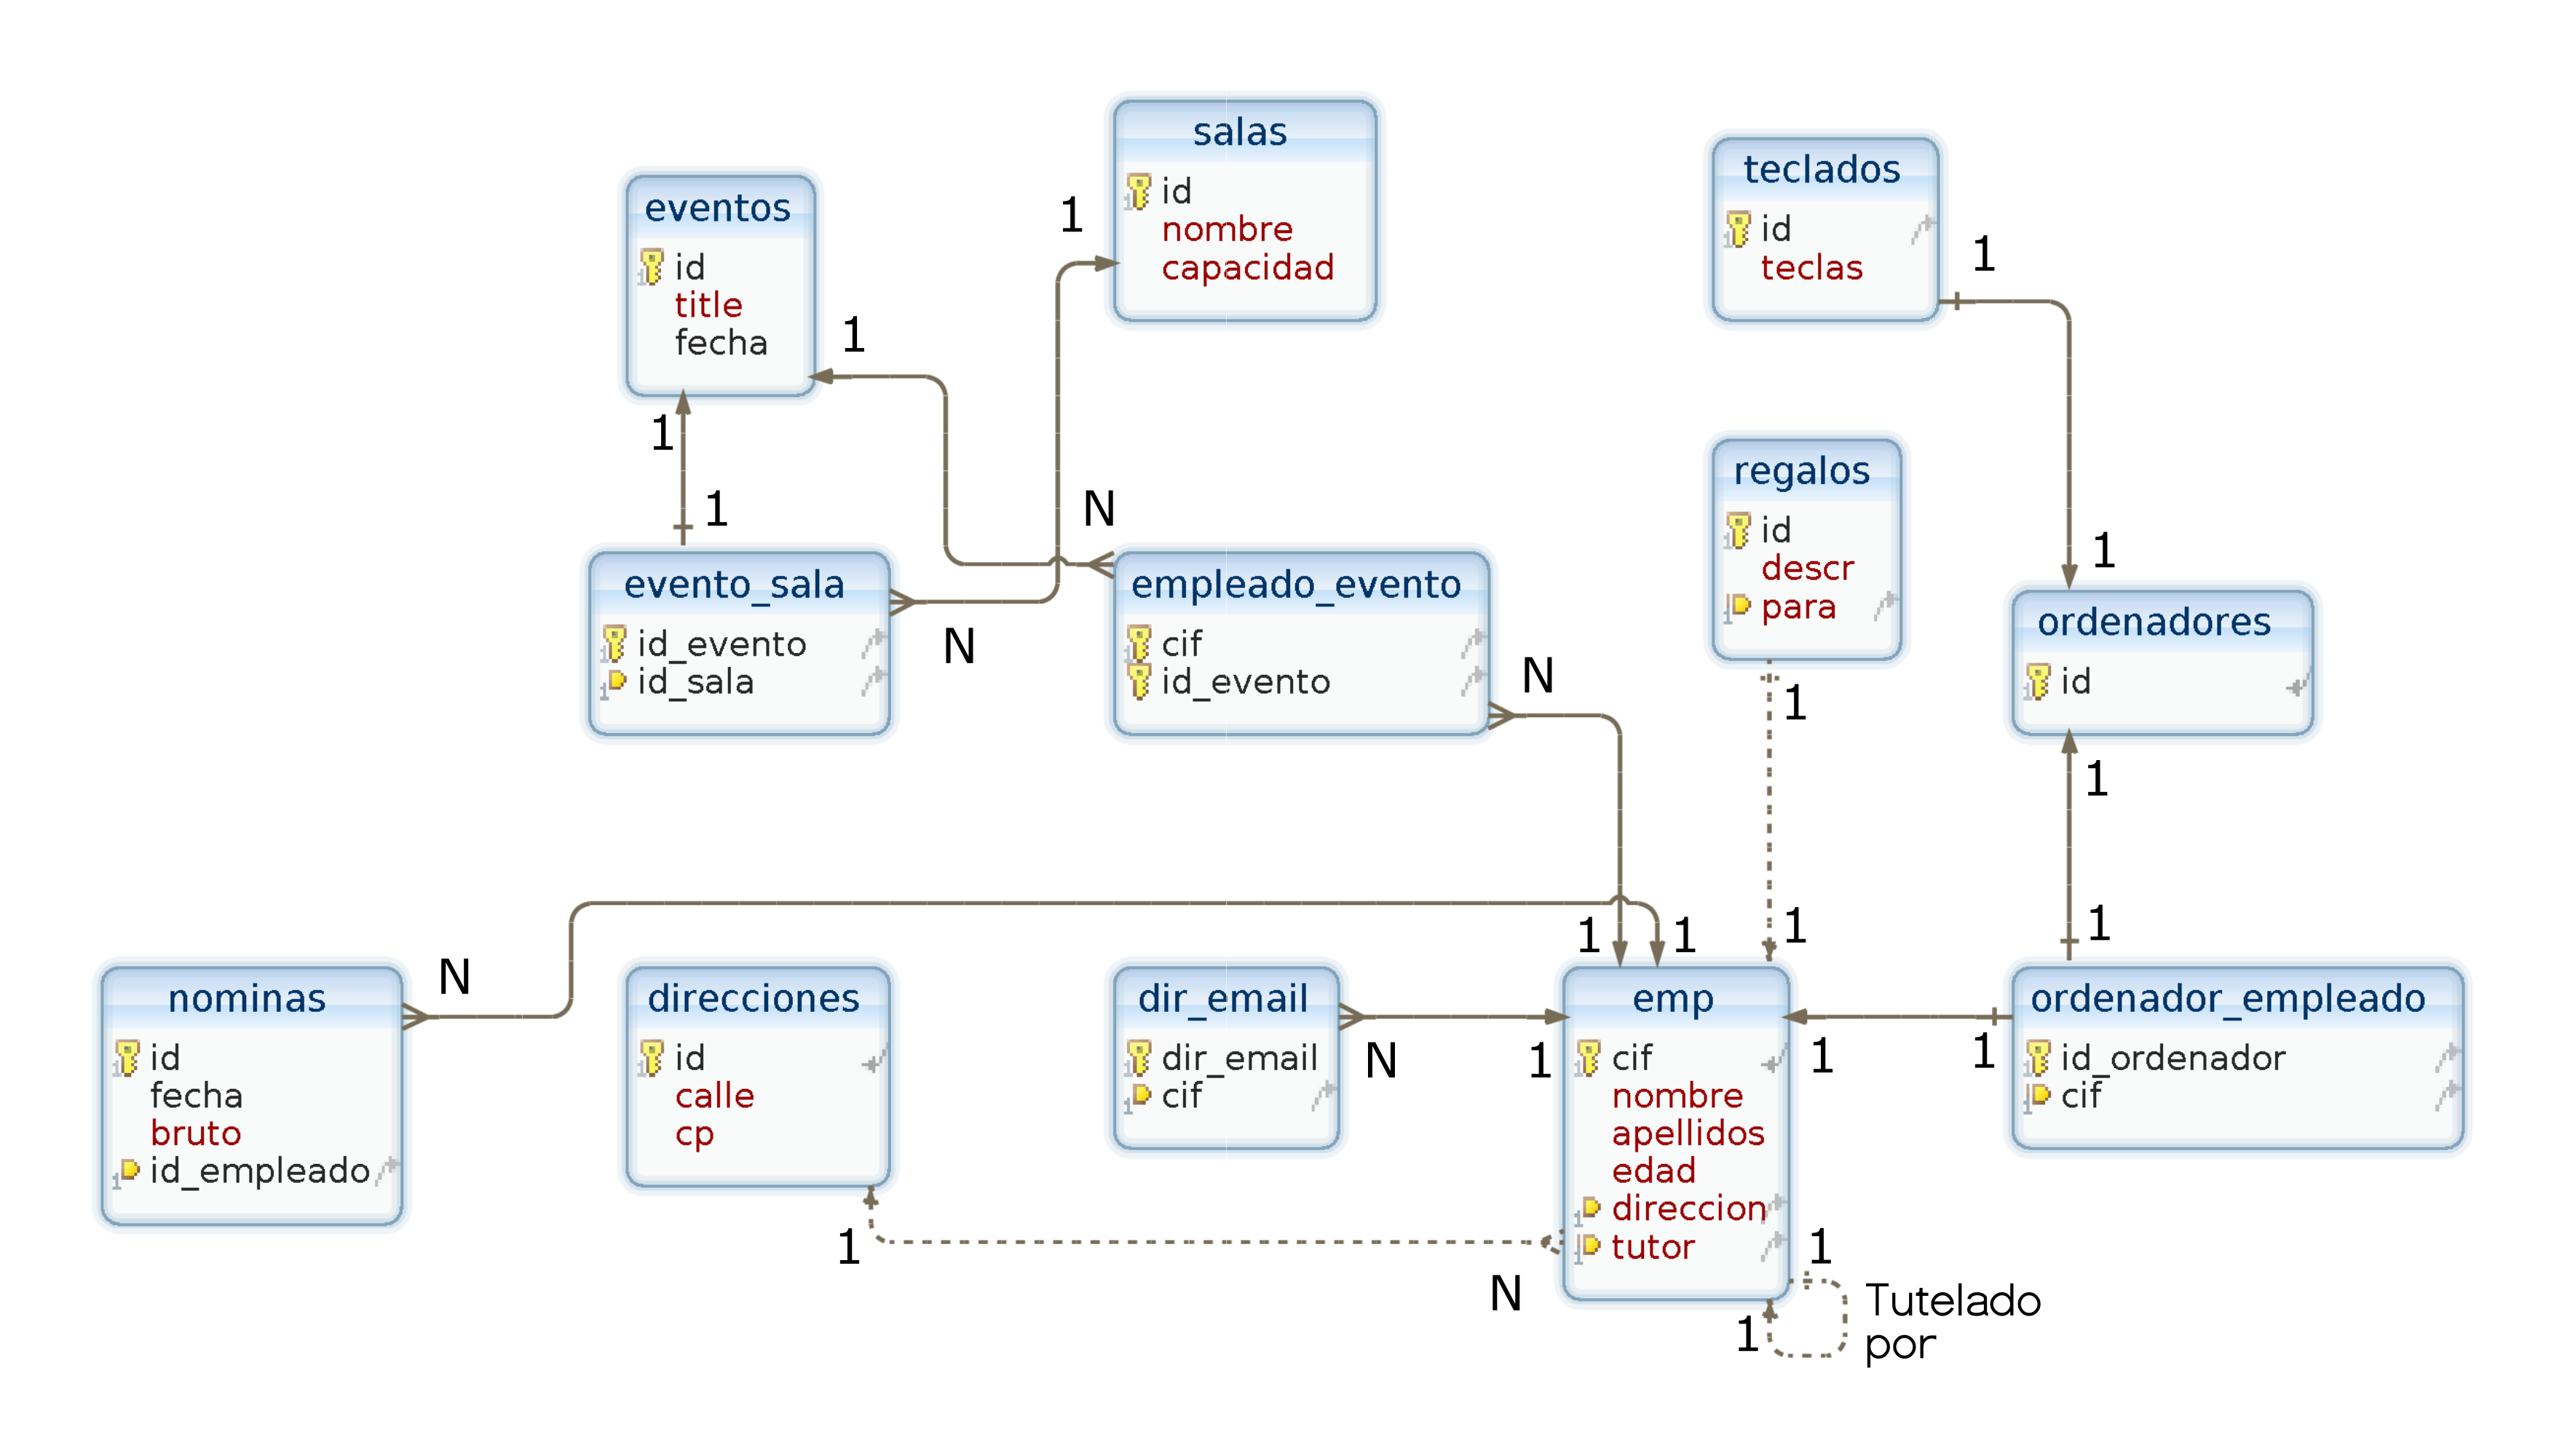 salas
id
nombre
capacidad
1
eventos
id
title
fecha
1
1
1
teclados
id
teclas
1
regalos
id
descr
para
1
1
ordenadores
id
1
1
evento_sala
id_evento
id_sala
N
empleado_evento
cif
id_evento
N
N
nominas
id
fecha
bruto
id_empleado
N
direcciones
id
calle
cp
1
dir_email
dir_email
cif
N
1
1
1
1
emp
cif
nombre
apellidos
edad
direccion
tutor
N
1
1
Tutelado
por
ordenador_empleado
id_ordenador
cif
1
1